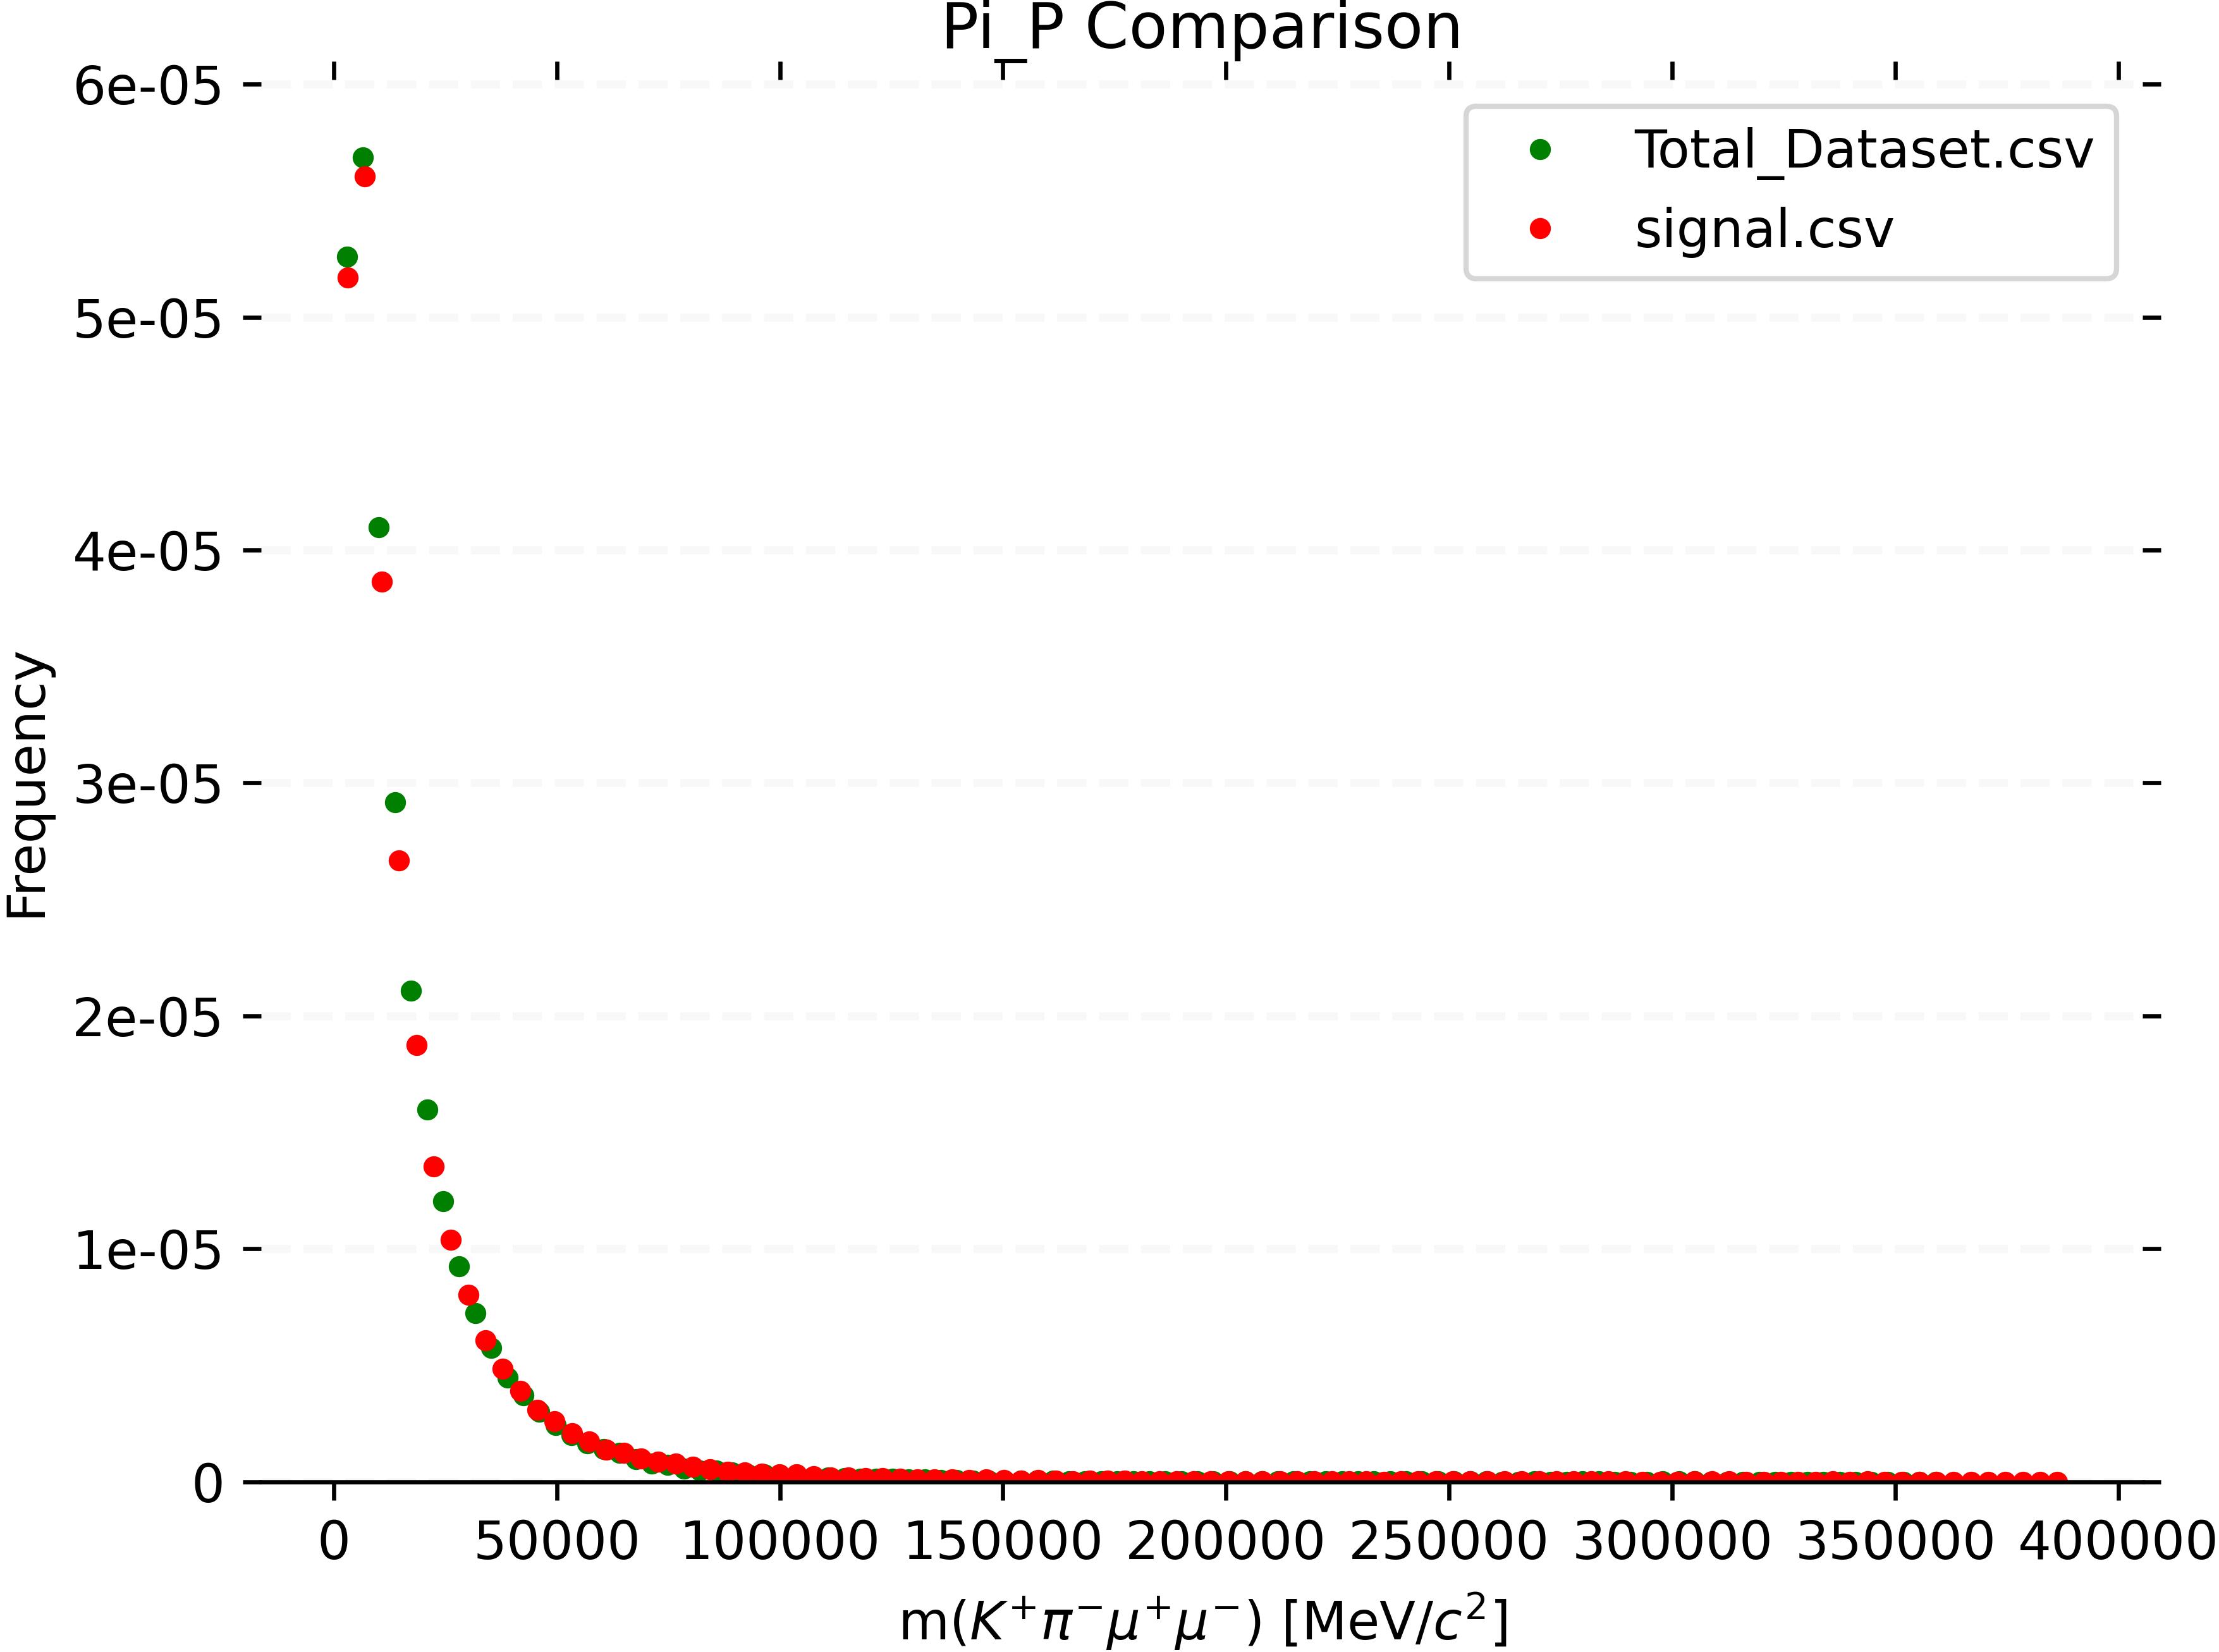 Pi_P Comparison
6e-05
5e-05
4e-05
3e-05
2e-05
1e-05
0
Frequency
Total_Dataset.csv
signal.csv
0 50000 100000 150000 200000 250000 300000 350000 400000
m(K⁺π⁻μ⁺μ⁻) [MeV/c²]